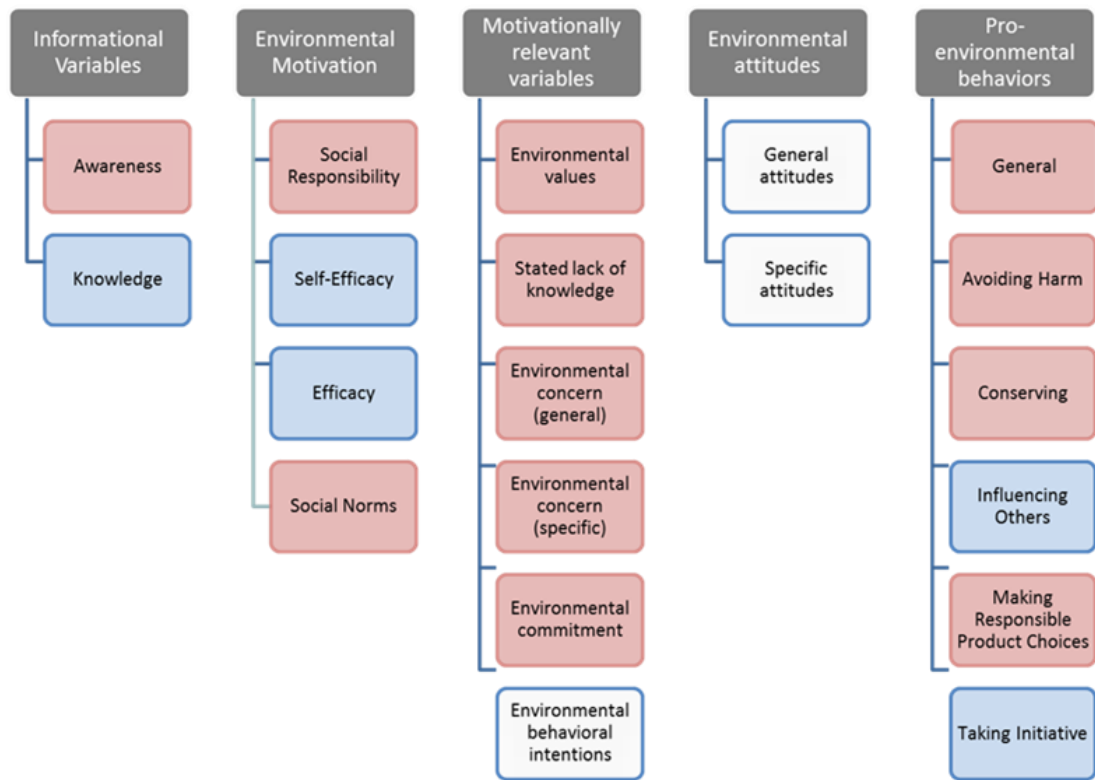 Informational
Variables
Awareness
Knowledge
Environmental
Motivation
Social
Responsibility
Self-Efficacy
Efficacy
Social Norms
Motivationally
relevant
variables
Environmental
values
Stated lack of
knowledge
Environmental
concern
(general)
Environmental
concern
(specific)
Environmental
commitment
Environmental
behavioral
intentions
Environmental
attitudes
General
attitudes
Specific
attitudes
Pro-
environmental
behaviors
General
Avoiding Harm
Conserving
Influencing
Others
Making
Responsible
Product Choices
Taking Initiative